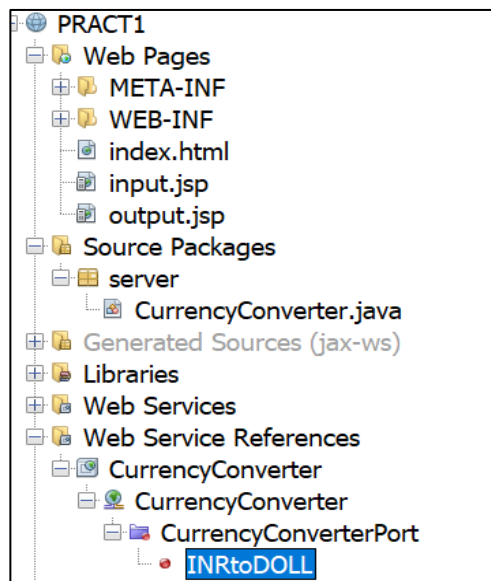 PRACT1
Web Pages
META-INF
WEB-INF
index.html
input.jsp
output.jsp
Source Packages
server
CurrencyConverter.java
Generated Sources (jax-ws)
Libraries
Web Services
Web Service References
CurrencyConverter
CurrencyConverter
CurrencyConverterPort
INRtoDOLL